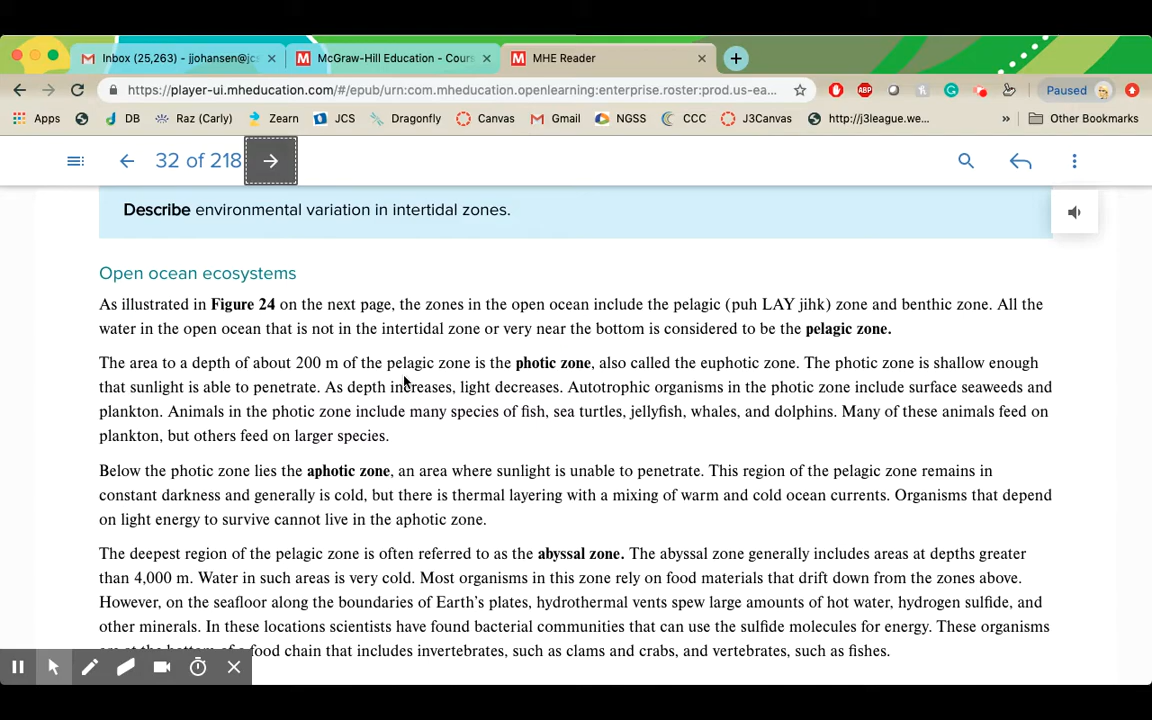 Inbox (25,263) - jjohansen@jcs
McGraw-Hill Education - Cours
MHE Reader
https://player-ui.mheducation.com/#/epub/urn:com.mheducation.openlearning:enterprise.roster:prod.us-ea...
ABP
Paused
Apps
DB
Raz (Carly)
Zearn
JCS
Dragonfly
Canvas
Gmail
NGSS
CCC
J3Canvas
http://j3league.we...
»
Other Bookmarks
32 of 218
Describe environmental variation in intertidal zones.
Open ocean ecosystems
As illustrated in Figure 24 on the next page, the zones in the open ocean include the pelagic (puh LAY jihk) zone and benthic zone. All the
water in the open ocean that is not in the intertidal zone or very near the bottom is considered to be the pelagic zone.
The area to a depth of about 200 m of the pelagic zone is the photic zone, also called the euphotic zone. The photic zone is shallow enough
that sunlight is able to penetrate. As depth increases, light decreases. Autotrophic organisms in the photic zone include surface seaweeds and
plankton. Animals in the photic zone include many species of fish, sea turtles, jellyfish, whales, and dolphins. Many of these animals feed on
plankton, but others feed on larger species.
Below the photic zone lies the aphotic zone, an area where sunlight is unable to penetrate. This region of the pelagic zone remains in
constant darkness and generally is cold, but there is thermal layering with a mixing of warm and cold ocean currents. Organisms that depend
on light energy to survive cannot live in the aphotic zone.
The deepest region of the pelagic zone is often referred to as the abyssal zone. The abyssal zone generally includes areas at depths greater
than 4,000 m. Water in such areas is very cold. Most organisms in this zone rely on food materials that drift down from the zones above.
However, on the seafloor along the boundaries of Earth's plates, hydrothermal vents spew large amounts of hot water, hydrogen sulfide, and
other minerals. In these locations scientists have found bacterial communities that can use the sulfide molecules for energy. These organisms
are at the bottom of a food chain that includes invertebrates, such as clams and crabs, and vertebrates, such as fishes.